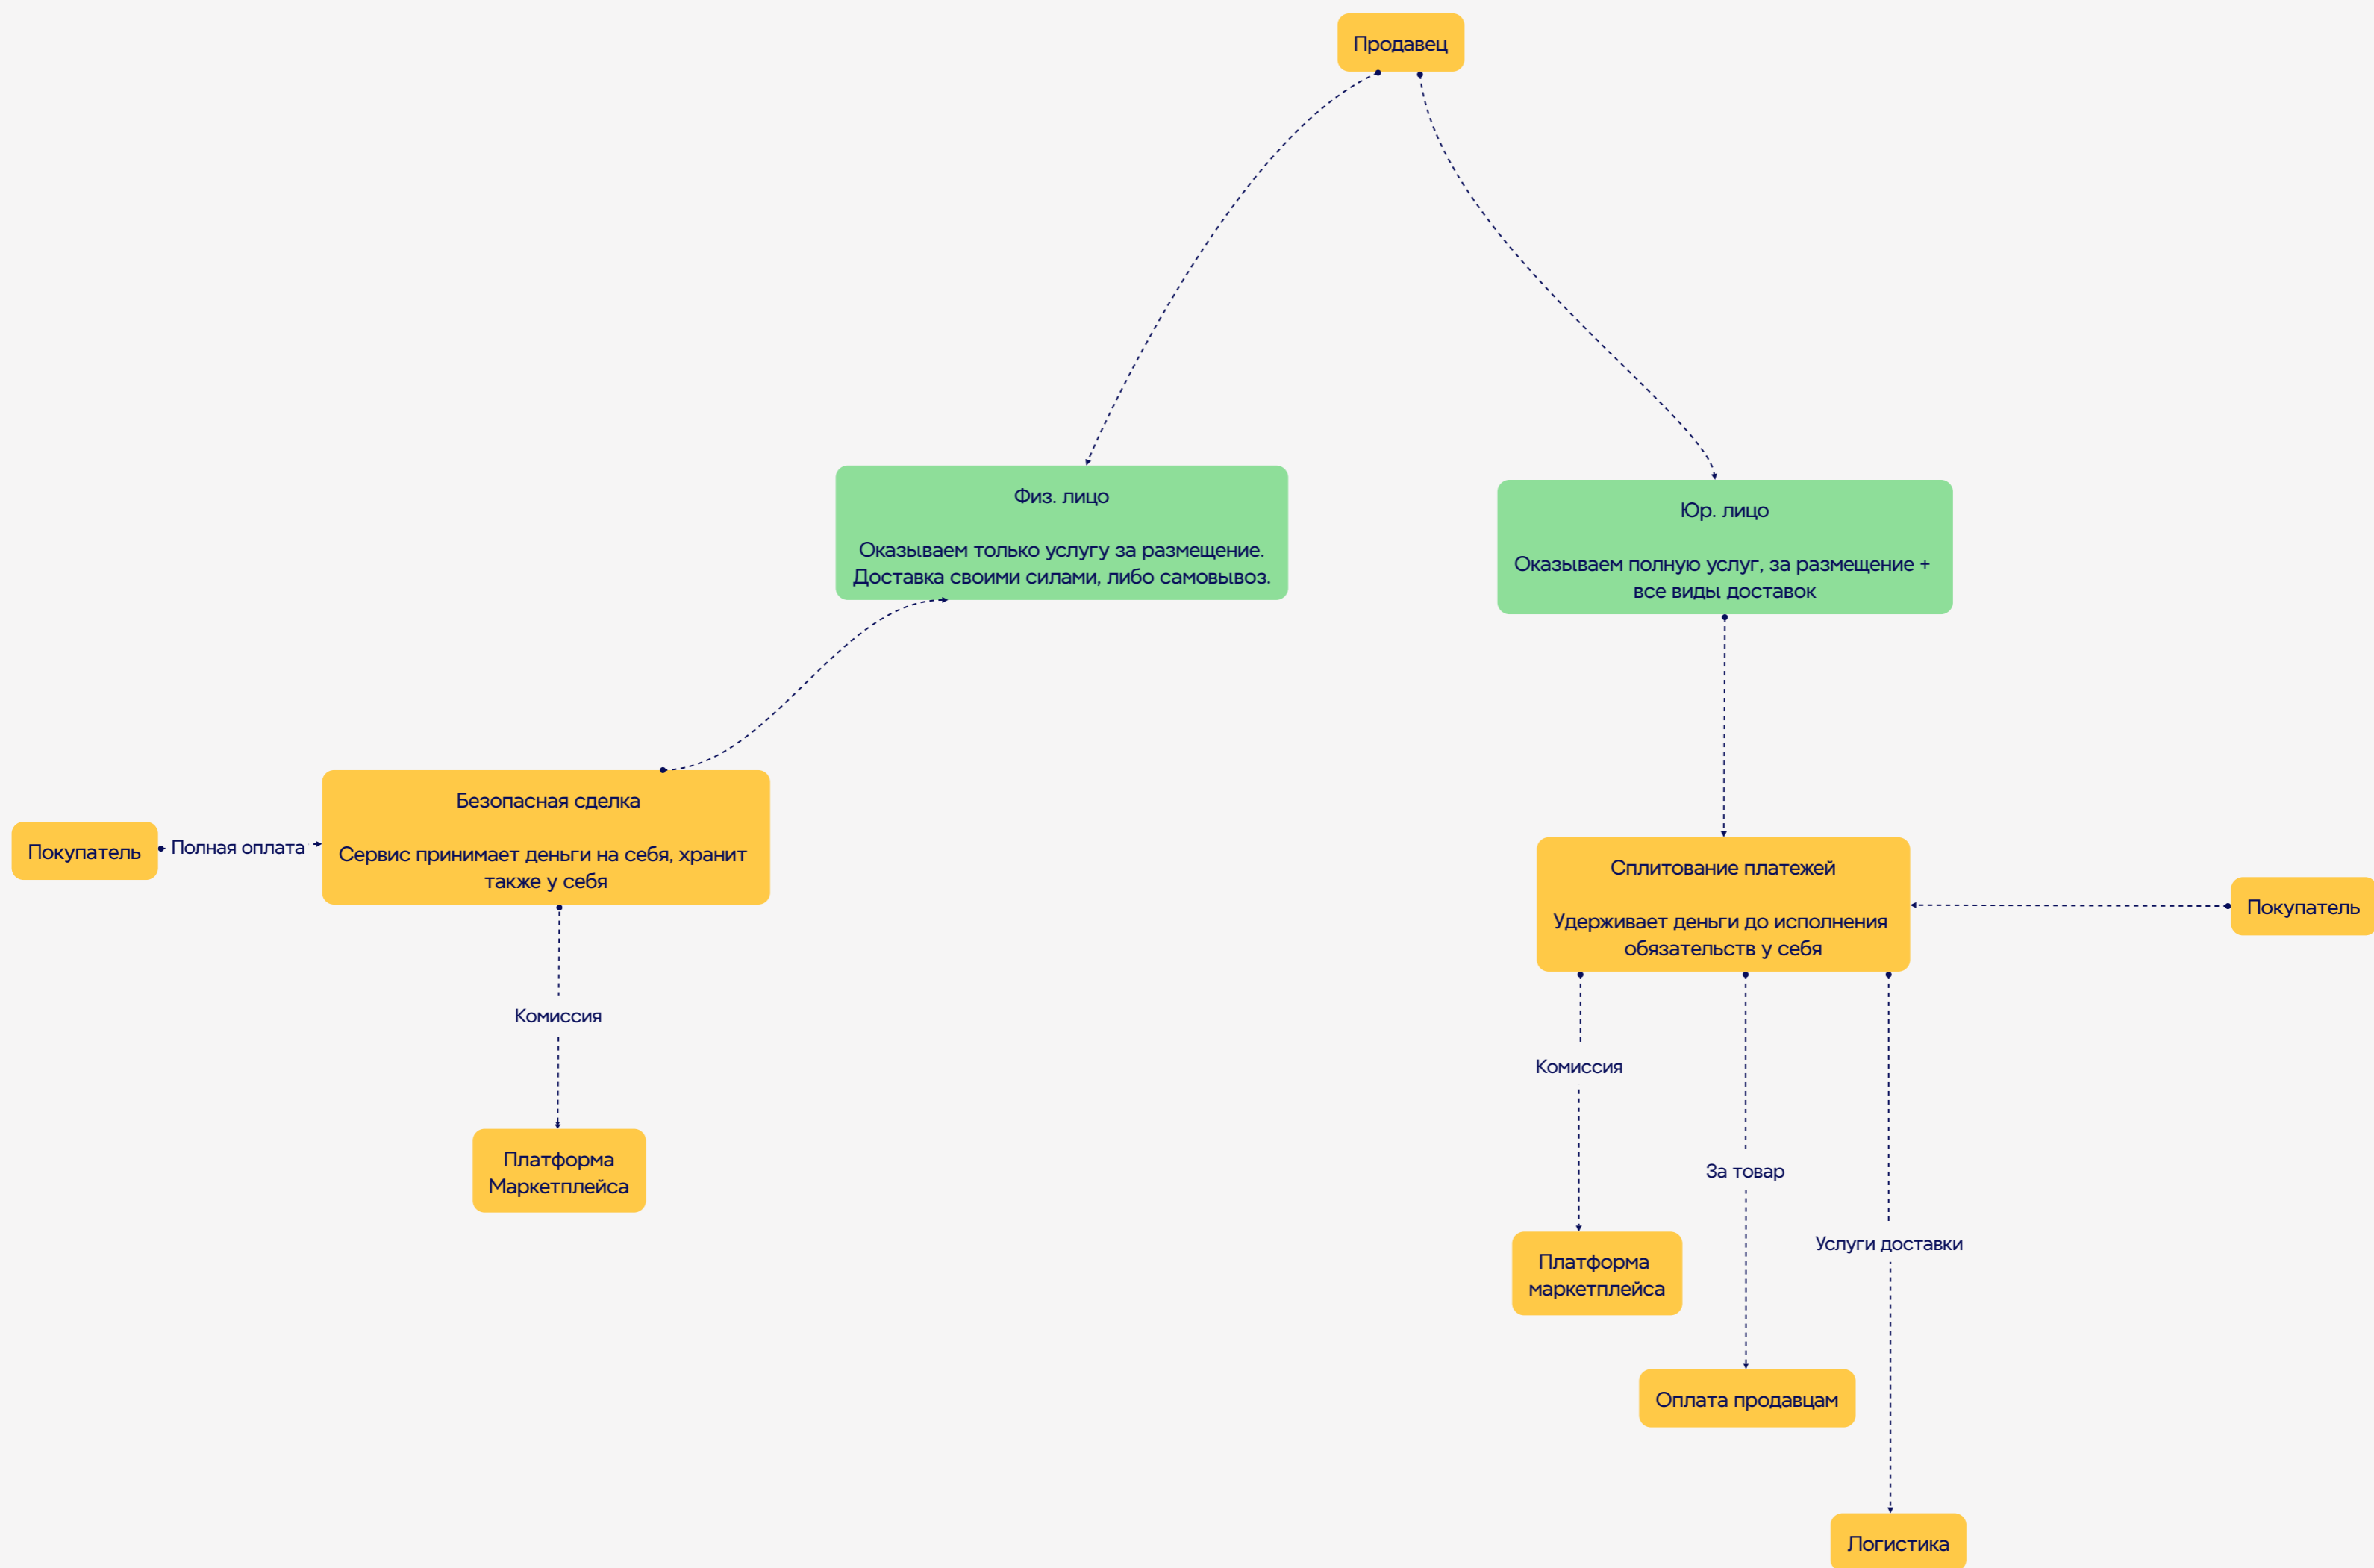 Продавец
Физ. лицо
Оказываем только услугу за размещение.
Доставка своими силами, либо самовывоз.
Юр. лицо
Оказываем полную услуг, за размещение +
все виды доставок
Покупатель
Полная оплата
Безопасная сделка
Сервис принимает деньги на себя, хранит
также у себя
Комиссия
Платформа
Маркетплейса
Сплитование платежей
Удерживает деньги до исполнения
обязательств у себя
Покупатель
Комиссия
Платформа
маркетплейса
За товар
Оплата продавцам
Услуги доставки
Логистика